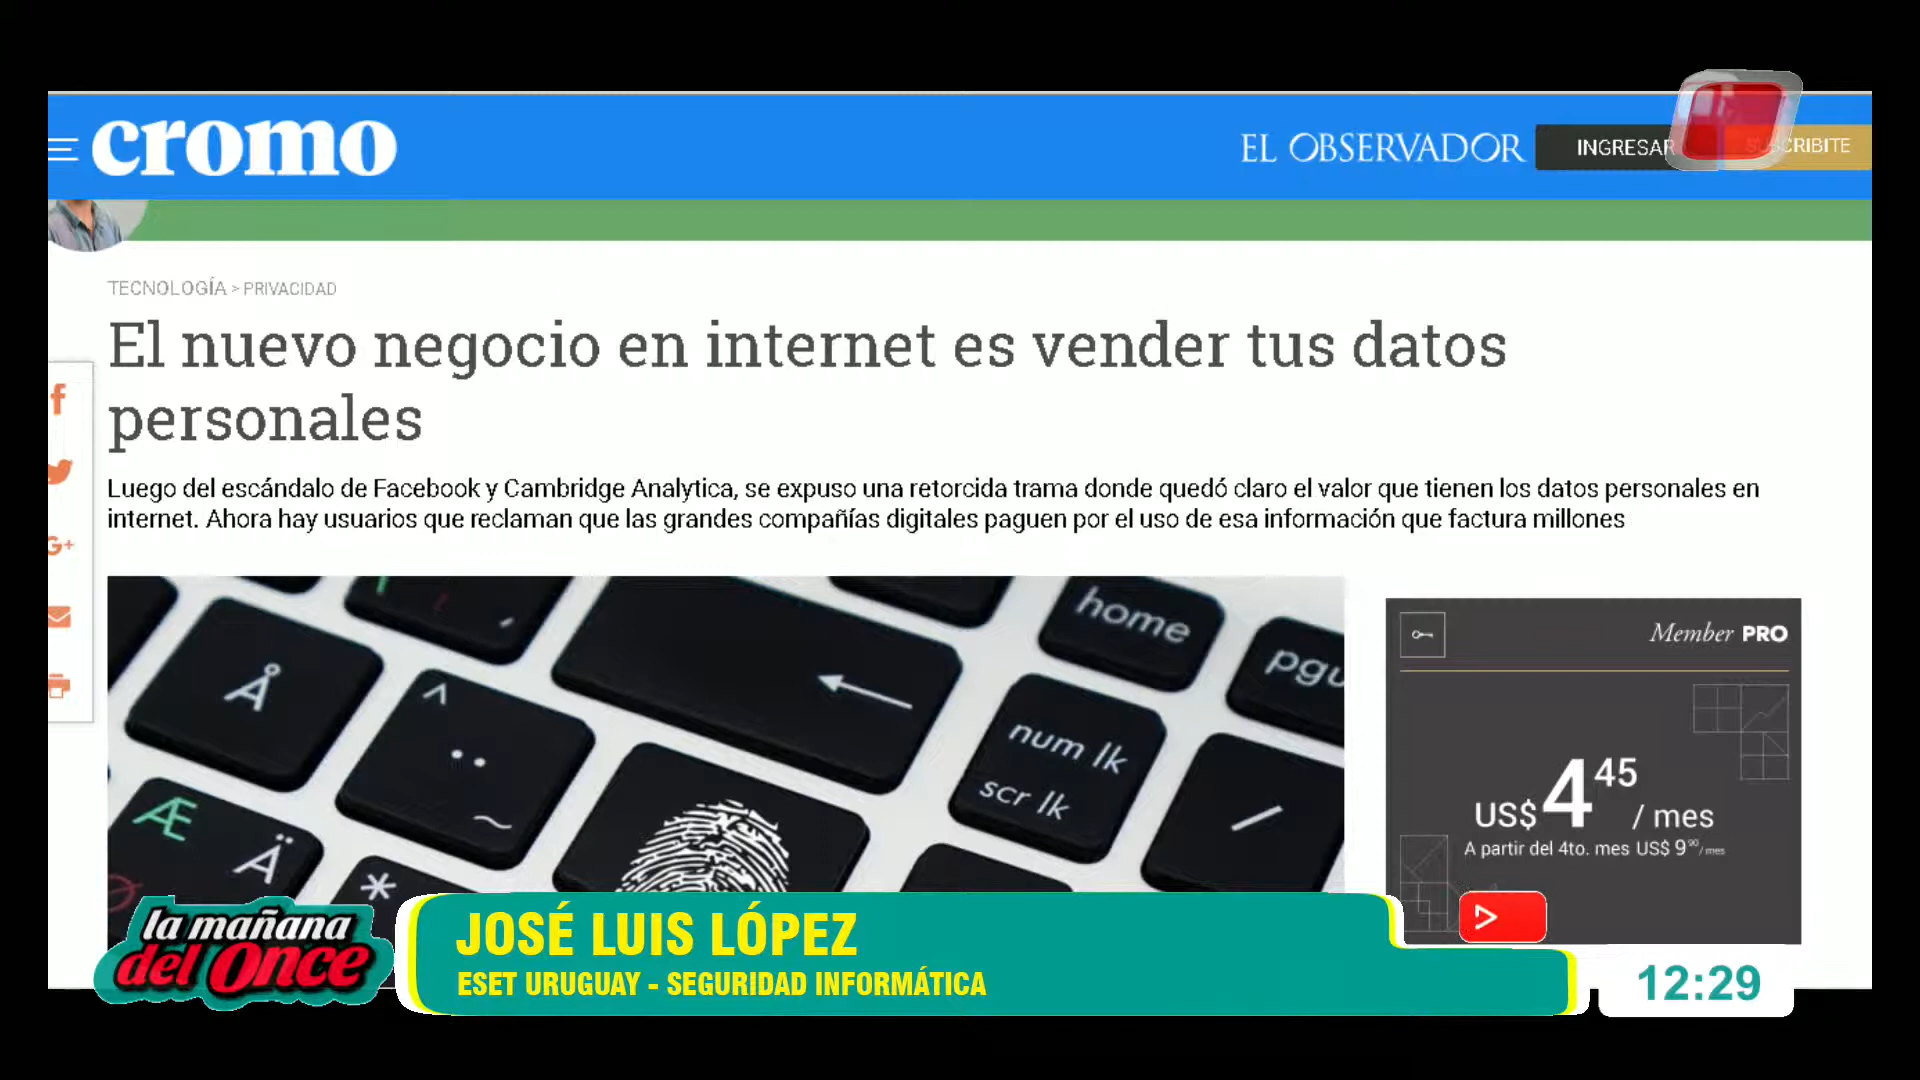 cromo
EL OBSERVADOR
INGRESAR
SUSCRIBITE
TECNOLOGÍA > PRIVACIDAD
El nuevo negocio en internet es vender tus datos
personales
Luego del escándalo de Facebook y Cambridge Analytica, se expuso una retorcida trama donde quedó claro el valor que tienen los datos personales en
internet. Ahora hay usuarios que reclaman que las grandes compañías digitales paguen por el uso de esa información que factura millones
home
pgu
Å
^
¨
~
num lk
scr lk
/
Æ
Ä
*
Member PRO
US$ 4 45 / mes
A partir del 4to. mes US$ 9 90 / mes
la mañana
del Once
JOSÉ LUIS LÓPEZ
ESET URUGUAY - SEGURIDAD INFORMÁTICA
12:29